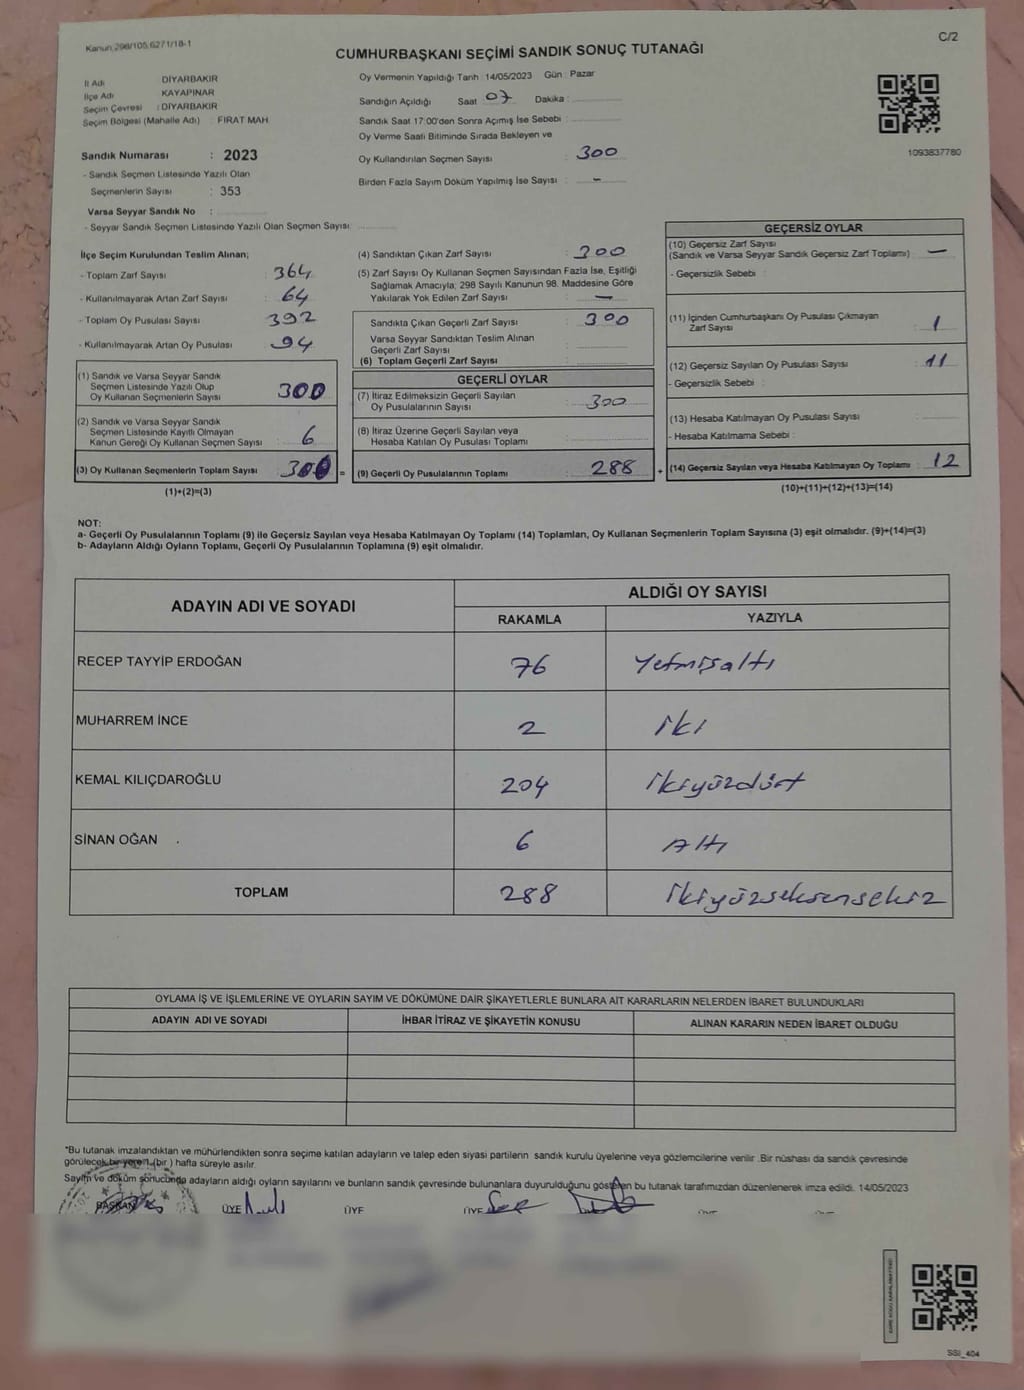 Kanun 298/105,6271/18-1
C/2
CUMHURBAŞKANI SEÇİMİ SANDIK SONUÇ TUTANAĞI
İl Adı DİYARBAKIR
İlçe Adı KAYAPINAR
Seçim Çevresi : DİYARBAKIR
Seçim Bölgesi (Mahalle Adı) : FIRAT MAH.
Sandık Numarası : 2023
- Sandık Seçmen Listesinde Yazılı Olan
Seçmenlerin Sayısı : 353
Varsa Seyyar Sandık No :
- Seyyar Sandık Seçmen Listesinde Yazılı Olan Seçmen Sayısı :
Oy Vermenin Yapıldığı Tarih : 14/05/2023 Gün : Pazar
Sandığın Açıldığı Saat : 07 Dakika :
Sandık Saat 17:00'den Sonra Açımış İse Sebebi :
Oy Verme Saati Bitiminde Sırada Bekleyen ve
Oy Kullandırılan Seçmen Sayısı : 300
Birden Fazla Sayım Döküm Yapılmış İse Sayısı : -
1093837780
İlçe Seçim Kurulundan Teslim Alınan;
- Toplam Zarf Sayısı : 364
- Kullanılmayarak Artan Zarf Sayısı : 64
- Toplam Oy Pusulası Sayısı : 392
- Kullanılmayarak Artan Oy Pusulası : 94
(1) Sandık ve Varsa Seyyar Sandık
Seçmen Listesinde Yazılı Olup
Oy Kullanan Seçmenlerin Sayısı 300
(2) Sandık ve Varsa Seyyar Sandık
Seçmen Listesinde Kayıtlı Olmayan
Kanun Gereği Oy Kullanan Seçmen Sayısı : 6
(3) Oy Kullanan Seçmenlerin Toplam Sayısı : 300 =
(1)+(2)=(3)
(4) Sandıktan Çıkan Zarf Sayısı : 300
(5) Zarf Sayısı Oy Kullanan Seçmen Sayısından Fazla İse, Eşitliği
Sağlamak Amacıyla; 298 Sayılı Kanunun 98. Maddesine Göre
Yakılarak Yok Edilen Zarf Sayısı : -
Sandıkta Çıkan Geçerli Zarf Sayısı : 300
Varsa Seyyar Sandıktan Teslim Alınan
Geçerli Zarf Sayısı :
(6) Toplam Geçerli Zarf Sayısı :
GEÇERLİ OYLAR
(7) İtiraz Edilmeksizin Geçerli Sayılan
Oy Pusulalarının Sayısı : 300
(8) İtiraz Üzerine Geçerli Sayılan veya
Hesaba Katılan Oy Pusulası Toplamı :
(9) Geçerli Oy Pusulalarının Toplamı : 288 +
GEÇERSİZ OYLAR
(10) Geçersiz Zarf Sayısı
(Sandık ve Varsa Seyyar Sandık Geçersiz Zarf Toplamı) : -
- Geçersizlik Sebebi :
(11) İçinden Cumhurbaşkanı Oy Pusulası Çıkmayan
Zarf Sayısı : 1
(12) Geçersiz Sayılan Oy Pusulası Sayısı : 11
- Geçersizlik Sebebi :
(13) Hesaba Katılmayan Oy Pusulası Sayısı :
- Hesaba Katılmama Sebebi :
(14) Geçersiz Sayılan veya Hesaba Katılmayan Oy Toplamı : 12
(10)+(11)+(12)+(13)=(14)
NOT:
a- Geçerli Oy Pusulalarının Toplamı (9) ile Geçersiz Sayılan veya Hesaba Katılmayan Oy Toplamı (14) Toplamları, Oy Kullanan Seçmenlerin Toplam Sayısına (3) eşit olmalıdır. (9)+(14)=(3)
b- Adayların Aldığı Oyların Toplamı, Geçerli Oy Pusulalarının Toplamına (9) eşit olmalıdır.
ADAYIN ADI VE SOYADI ALDIĞI OY SAYISI
RAKAMLA YAZIYLA
RECEP TAYYİP ERDOĞAN 76 Yetmişaltı
MUHARREM İNCE 2 İki
KEMAL KILIÇDAROĞLU 204 İkiyüzdört
SİNAN OĞAN 6 Altı
TOPLAM 288 İkiyüzseksensekiz
OYLAMA İŞ VE İŞLEMLERİNE VE OYLARIN SAYIM VE DÖKÜMÜNE DAİR ŞİKAYETLERLE BUNLARA AİT KARARLARIN NELERDEN İBARET BULUNDUKLARI
ADAYIN ADI VE SOYADI İHBAR İTİRAZ VE ŞİKAYETİN KONUSU ALINAN KARARIN NEDEN İBARET OLDUĞU
*Bu tutanak imzalandıktan ve mühürlendikten sonra seçime katılan adayların ve talep eden siyasi partilerin sandık kurulu üyelerine veya gözlemcilerine verilir. Bir nüshası da sandık çevresinde
görülecek bir yere 1 (bir) hafta süreyle asılır.
Sayım ve döküm sonucunda adayların aldığı oyların sayılarını ve bunların sandık çevresinde bulunanlara duyurulduğunu gösteren bu tutanak tarafımızdan düzenlenerek imza edildi. 14/05/2023
BAŞKAN ÜYE ÜYE ÜYE
SSI_404